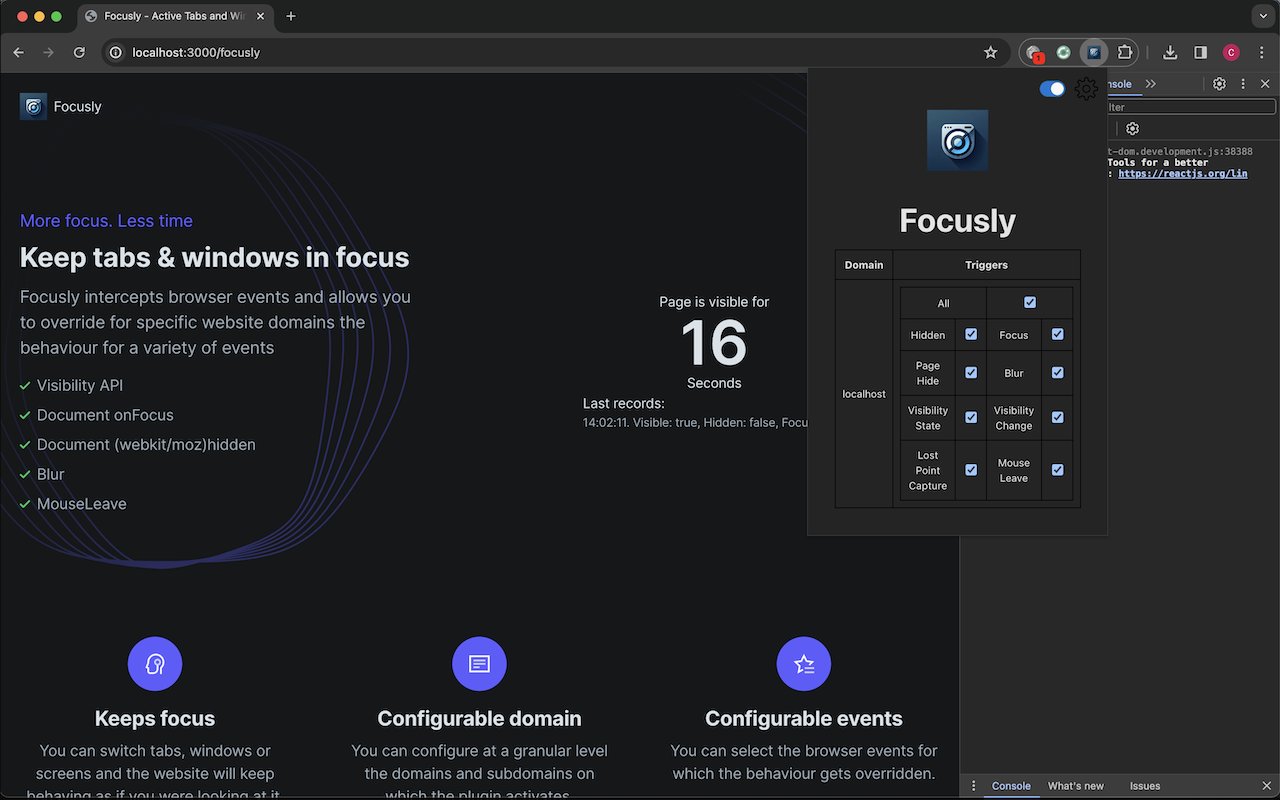 Focusly - Active Tabs and Wi
localhost:3000/focusly
1
C
Focusly
More focus. Less time
Keep tabs & windows in focus
Focusly intercepts browser events and allows you
to override for specific website domains the
behaviour for a variety of events
Visibility API
Document onFocus
Document (webkit/moz)hidden
Blur
MouseLeave
Page is visible for
16
Seconds
Last records:
14:02:11. Visible: true, Hidden: false, Focu
Focusly
Domain Triggers
localhost
All
Hidden Focus
Page
Hide
Blur
Visibility
State
Visibility
Change
Lost
Point
Capture
Mouse
Leave
nsole
lter
t-dom.development.js:38388
Tools for a better
: https://reactjs.org/lin
Keeps focus
You can switch tabs, windows or
screens and the website will keep
behaving as if you were looking at it
Configurable domain
You can configure at a granular level
the domains and subdomains on
which the plugin activates
Configurable events
You can select the browser events for
which the behaviour gets overridden.
Console What's new Issues